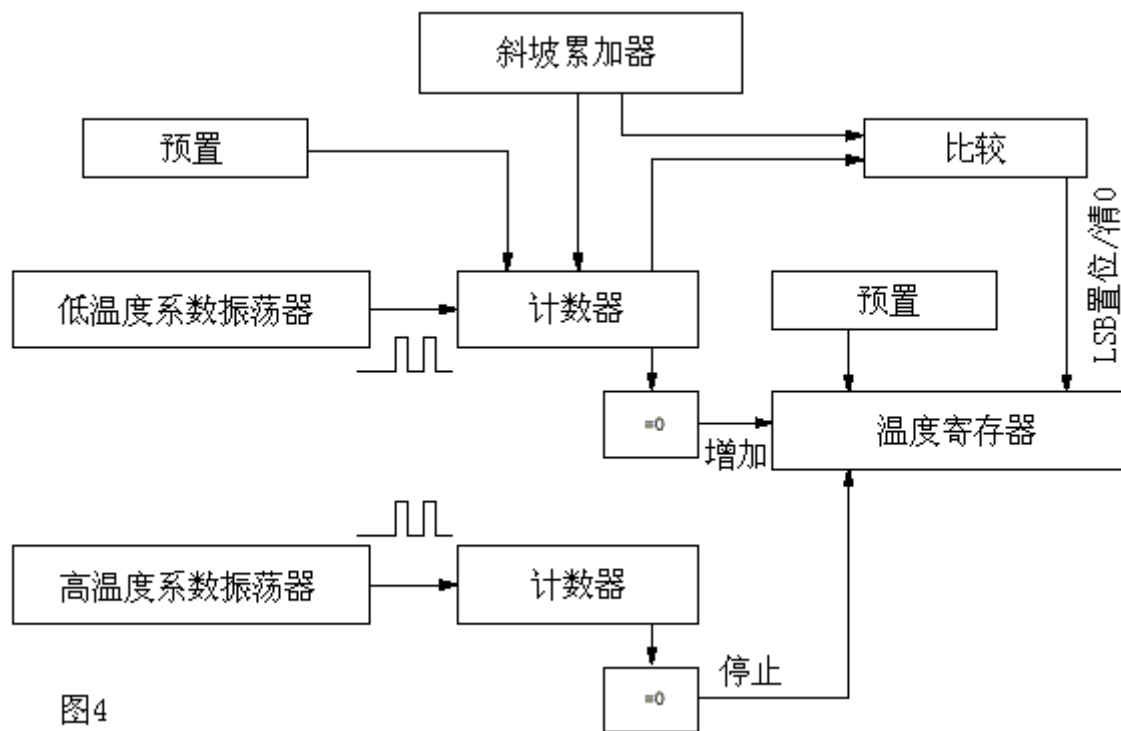 斜坡累加器
预置
比较
LSB置位/清0
低温度系数振荡器
计数器
预置
=0
增加
温度寄存器
高温度系数振荡器
计数器
=0
停止
图4